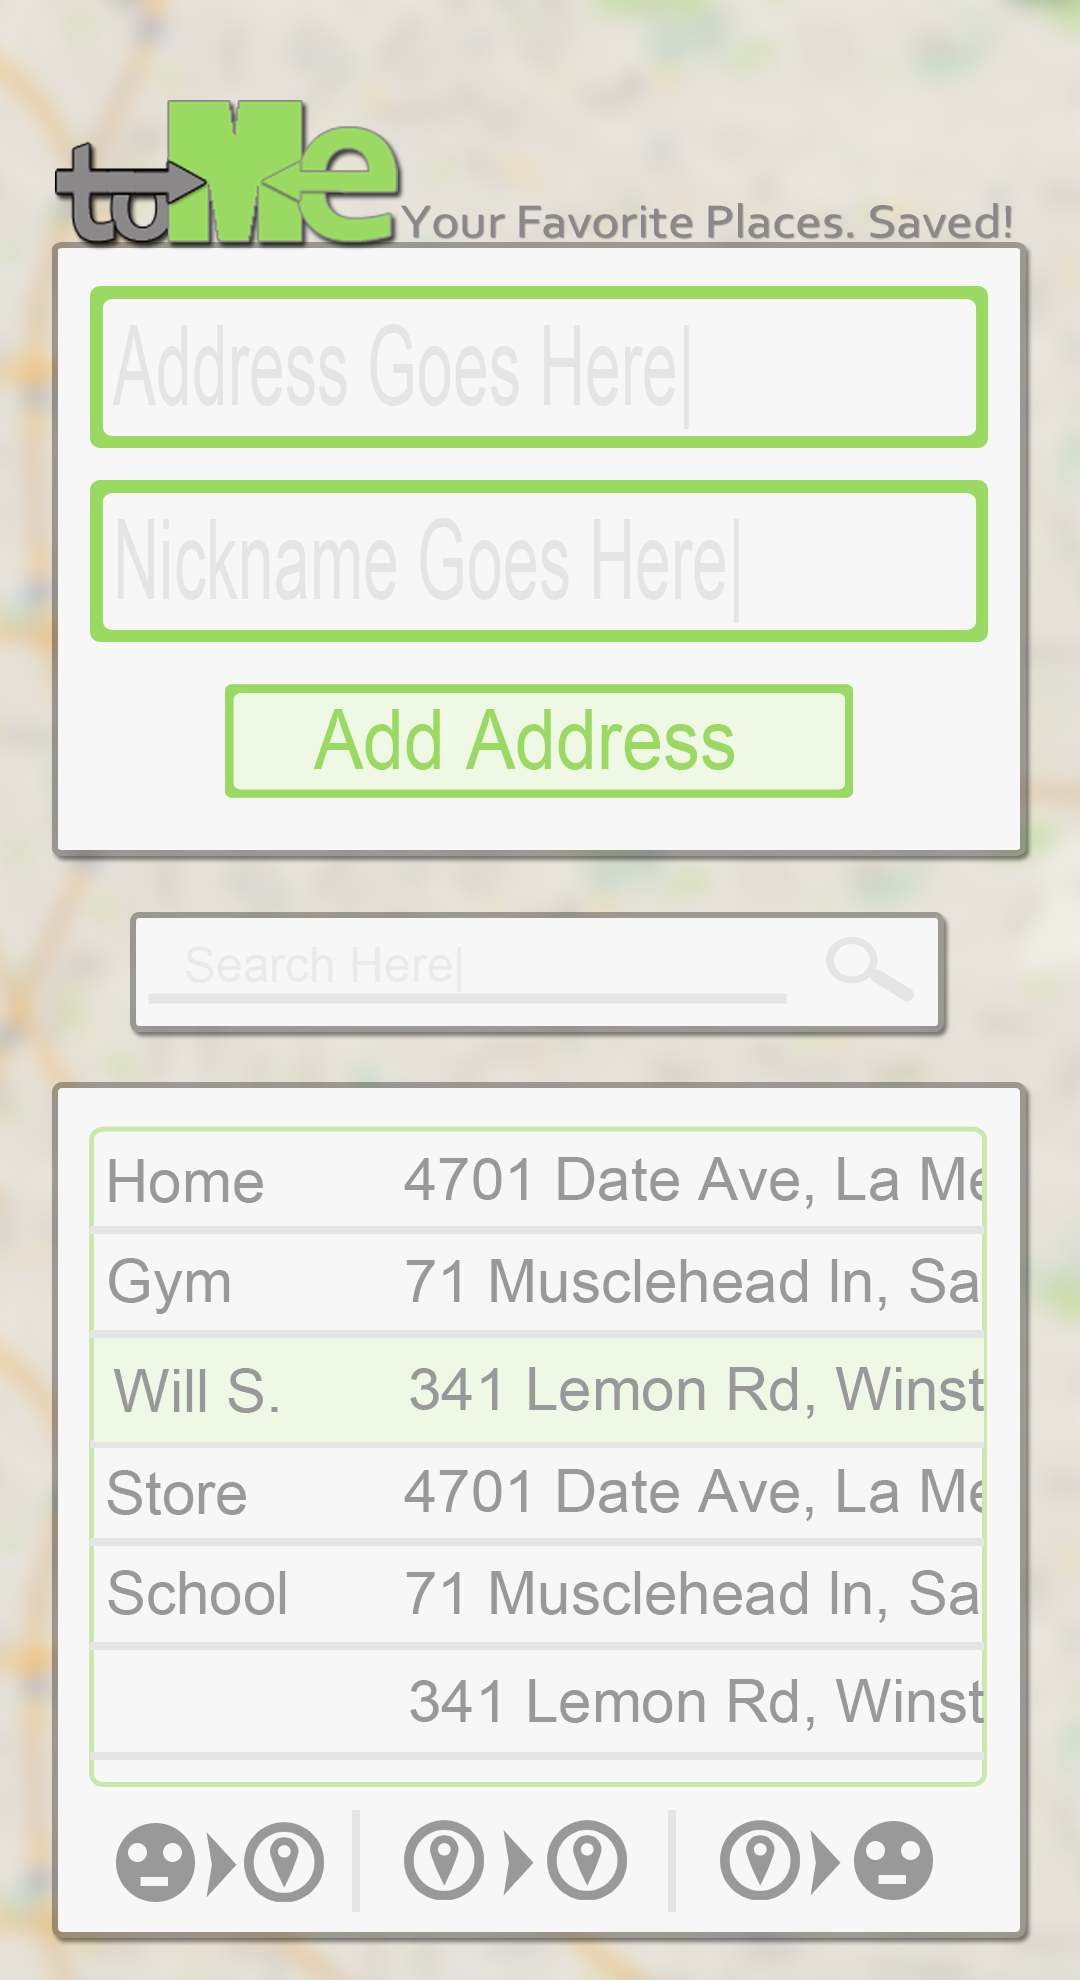 toMe
Your Favorite Places. Saved!
Address Goes Here|
Nickname Goes Here|
Add Address
Search Here|
Home 4701 Date Ave, La Me
Gym 71 Musclehead ln, Sa
Will S. 341 Lemon Rd, Winst
Store 4701 Date Ave, La Me
School 71 Musclehead ln, Sa
341 Lemon Rd, Winst